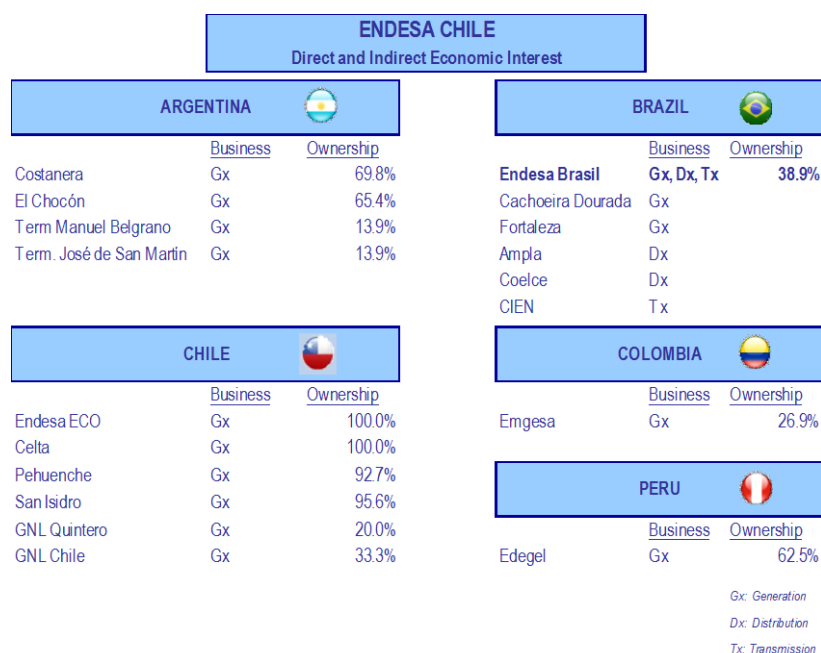 ENDESA CHILE
Direct and Indirect Economic Interest
ARGENTINA
Business Ownership
Costanera Gx 69.8%
El Chocón Gx 65.4%
Term Manuel Belgrano Gx 13.9%
Term. José de San Martin Gx 13.9%
BRAZIL
Business Ownership
Endesa Brasil Gx, Dx, Tx 38.9%
Cachoeira Dourada Gx
Fortaleza Gx
Ampla Dx
Coelce Dx
CIEN Tx
CHILE
Business Ownership
Endesa ECO Gx 100.0%
Celta Gx 100.0%
Pehuenche Gx 92.7%
San Isidro Gx 95.6%
GNL Quintero Gx 20.0%
GNL Chile Gx 33.3%
COLOMBIA
Business Ownership
Emgesa Gx 26.9%
PERU
Business Ownership
Edegel Gx 62.5%
Gx: Generation
Dx: Distribution
Tx: Transmission